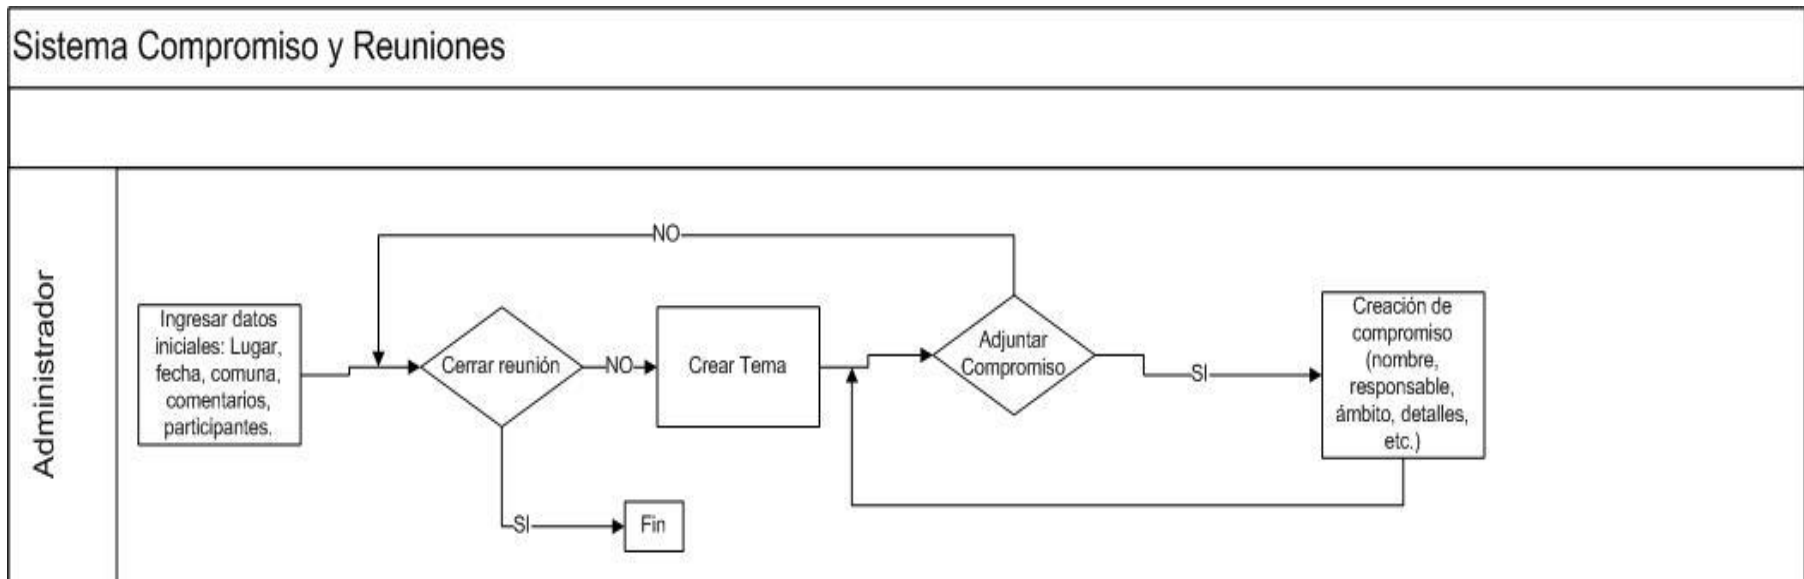 Sistema Compromiso y Reuniones
Administrador
NO
Ingresar datos
iniciales: Lugar,
fecha, comuna,
comentarios,
participantes.
Cerrar reunión
NO
Crear Tema
Adjuntar
Compromiso
SI
Creación de
compromiso
(nombre,
responsable,
ámbito, detalles,
etc.)
SI
Fin